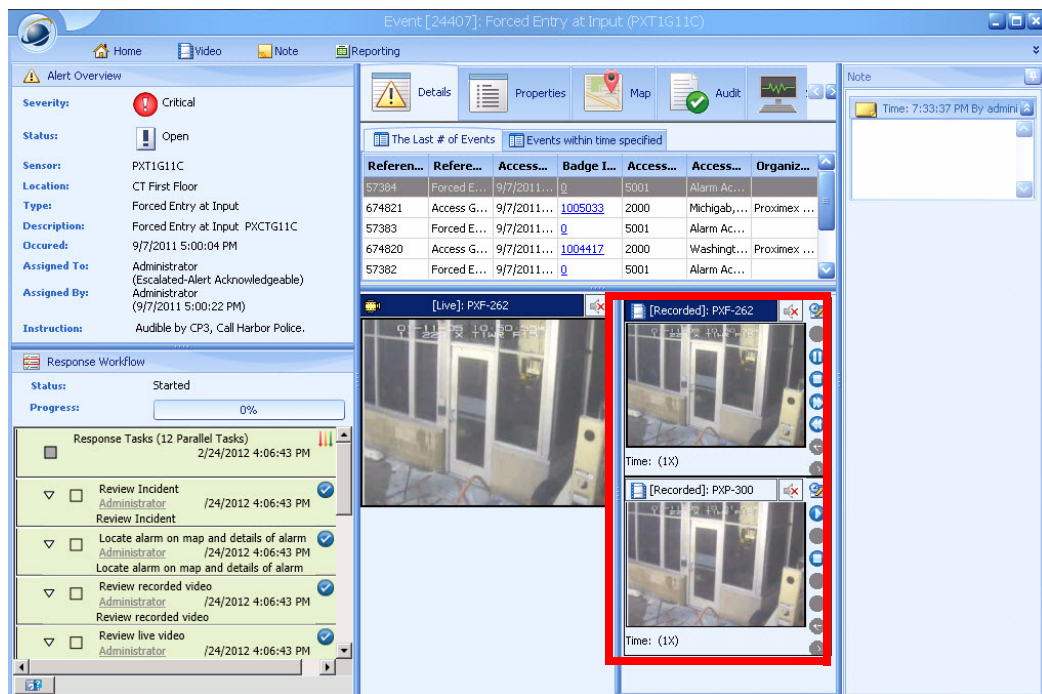 Event [24407]: Forced Entry at Input (PXT1G11C)
Home Video Note Reporting
Alert Overview
Severity: Critical
Status: Open
Sensor: PXT1G11C
Location: CT First Floor
Type: Forced Entry at Input
Description: Forced Entry at Input PXCTG11C
Occured: 9/7/2011 5:00:04 PM
Assigned To: Administrator
(Escalated-Alert Acknowledgeable)
Assigned By: Administrator
(9/7/2011 5:00:22 PM)
Instruction: Audible by CP3, Call Harbor Police.
Response Workflow
Status: Started
Progress: 0%
Response Tasks (12 Parallel Tasks)
2/24/2012 4:06:43 PM
Review Incident
Administrator /24/2012 4:06:43 PM
Review Incident
Locate alarm on map and details of alarm
Administrator /24/2012 4:06:43 PM
Locate alarm on map and details of alarm
Review recorded video
Administrator /24/2012 4:06:43 PM
Review recorded video
Review live video
Administrator /24/2012 4:06:43 PM
Details Properties Map Audit
The Last # of Events Events within time specified
Referen... Refere... Access... Badge I... Access... Access... Organiz...
57384 Forced E... 9/7/2011... 0 5001 Alarm Ac...
674821 Access G... 9/7/2011... 1005033 2000 Michigab,... Proximex ...
57383 Forced E... 9/7/2011... 0 5001 Alarm Ac...
674820 Access G... 9/7/2011... 1004417 2000 Washingt... Proximex ...
57382 Forced E... 9/7/2011... 0 5001 Alarm Ac...
[Live]: PXF-262
[Recorded]: PXF-262
Time: (1X)
[Recorded]: PXP-300
Time: (1X)
Note
Time: 7:33:37 PM By admini